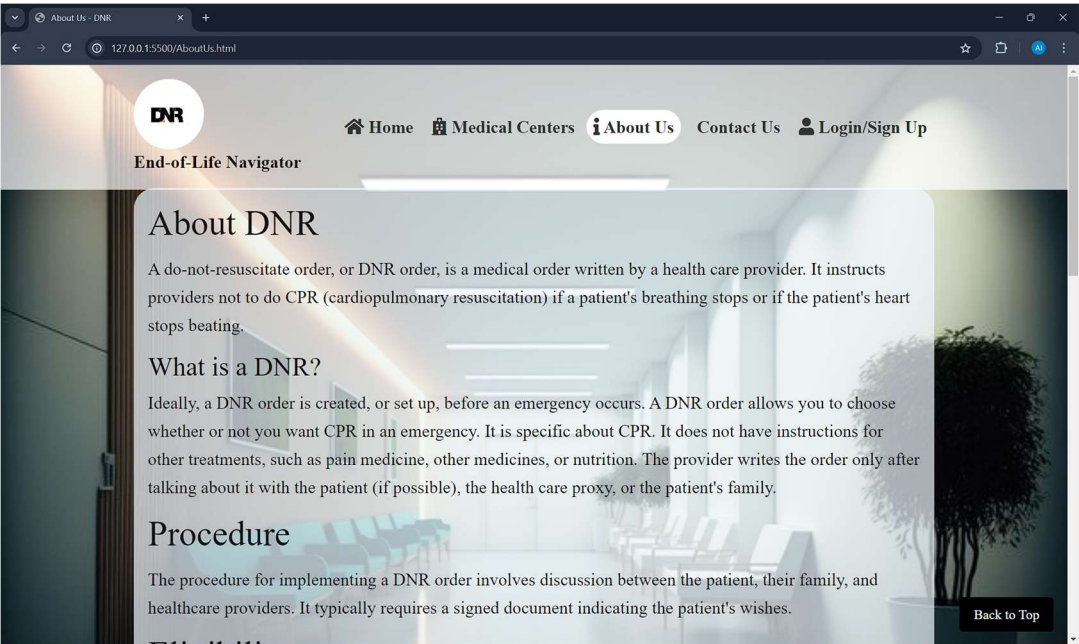 About Us - DNR
127.0.0.1:5500/AboutUs.html
AI
DNR
End-of-Life Navigator
Home
Medical Centers
About Us
Contact Us
Login/Sign Up
About DNR
A do-not-resuscitate order, or DNR order, is a medical order written by a health care provider. It instructs
providers not to do CPR (cardiopulmonary resuscitation) if a patient's breathing stops or if the patient's heart
stops beating.
What is a DNR?
Ideally, a DNR order is created, or set up, before an emergency occurs. A DNR order allows you to choose
whether or not you want CPR in an emergency. It is specific about CPR. It does not have instructions for
other treatments, such as pain medicine, other medicines, or nutrition. The provider writes the order only after
talking about it with the patient (if possible), the health care proxy, or the patient's family.
Procedure
The procedure for implementing a DNR order involves discussion between the patient, their family, and
healthcare providers. It typically requires a signed document indicating the patient's wishes.
Back to Top